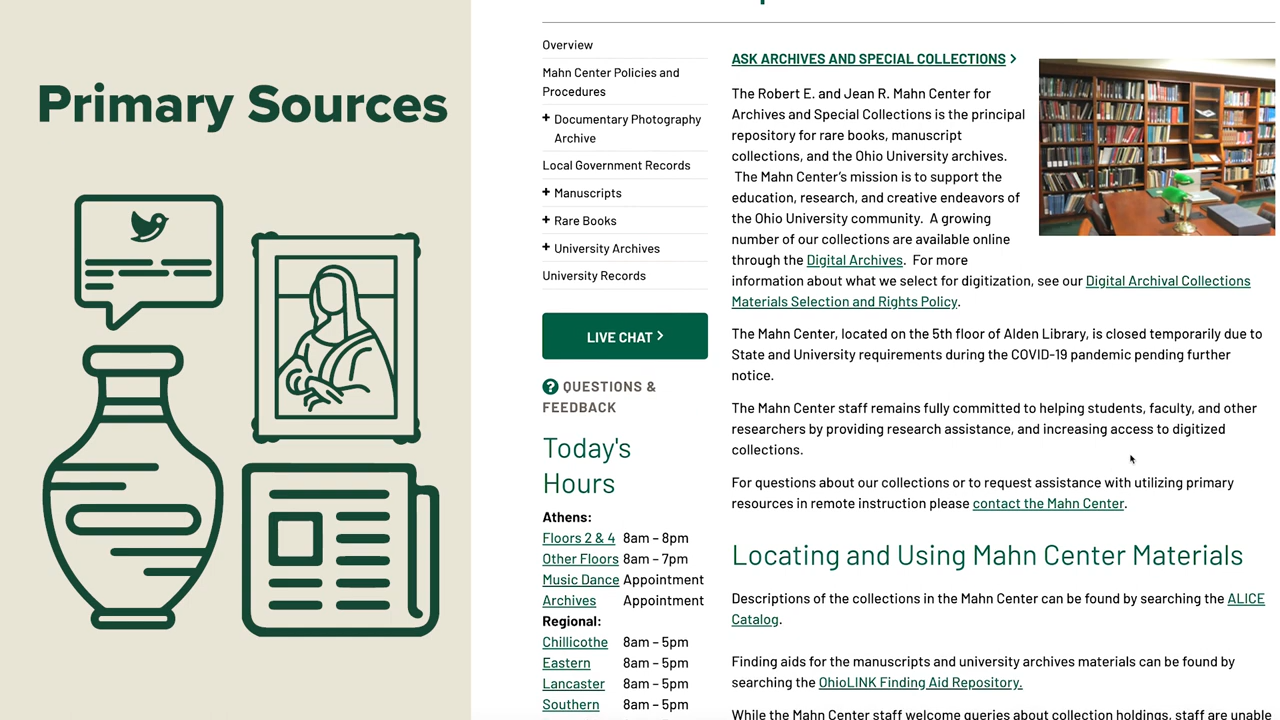 Primary Sources
Overview
Mahn Center Policies and
Procedures
+ Documentary Photography
Archive
Local Government Records
+ Manuscripts
+ Rare Books
+ University Archives
University Records
LIVE CHAT >
? QUESTIONS &
FEEDBACK
Today's
Hours
Athens:
Floors 2 & 4 8am – 8pm
Other Floors 8am – 7pm
Music Dance Appointment
Archives Appointment
Regional:
Chillicothe 8am – 5pm
Eastern 8am – 5pm
Lancaster 8am – 5pm
Southern 8am – 5pm
ASK ARCHIVES AND SPECIAL COLLECTIONS >
The Robert E. and Jean R. Mahn Center for
Archives and Special Collections is the principal
repository for rare books, manuscript
collections, and the Ohio University archives.
The Mahn Center’s mission is to support the
education, research, and creative endeavors of
the Ohio University community. A growing
number of our collections are available online
through the Digital Archives. For more
information about what we select for digitization, see our Digital Archival Collections
Materials Selection and Rights Policy.
The Mahn Center, located on the 5th floor of Alden Library, is closed temporarily due to
State and University requirements during the COVID-19 pandemic pending further
notice.
The Mahn Center staff remains fully committed to helping students, faculty, and other
researchers by providing research assistance, and increasing access to digitized
collections.
For questions about our collections or to request assistance with utilizing primary
resources in remote instruction please contact the Mahn Center.
Locating and Using Mahn Center Materials
Descriptions of the collections in the Mahn Center can be found by searching the ALICE
Catalog.
Finding aids for the manuscripts and university archives materials can be found by
searching the OhioLINK Finding Aid Repository.
While the Mahn Center staff welcome queries about collection holdings, staff are unable